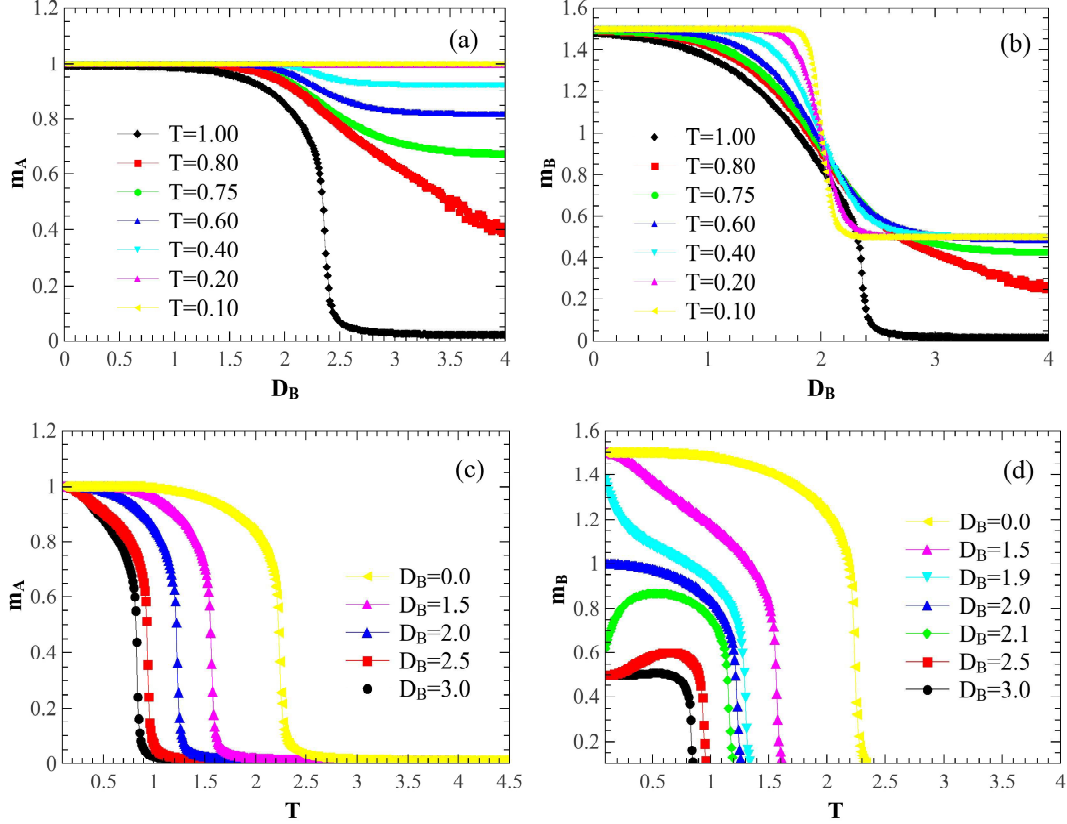 1.2
1
0.8
0.6
0.4
0.2
0
(a)
T=1.00
T=0.80
T=0.75
T=0.60
T=0.40
T=0.20
T=0.10
m_A
0 0.5 1 1.5 2 2.5 3 3.5 4
D_B
1.6
1.4
1.2
1
0.8
0.6
0.4
0.2
0
(b)
T=1.00
T=0.80
T=0.75
T=0.60
T=0.40
T=0.20
T=0.10
m_B
0 1 2 3 4
D_B
1.2
1
0.8
0.6
0.4
0.2
0
(c)
D_B=0.0
D_B=1.5
D_B=2.0
D_B=2.5
D_B=3.0
m_A
0.5 1.0 1.5 2.0 2.5 3.0 3.5 4.0 4.5
T
1.6
1.4
1.2
1
0.8
0.6
0.4
0.2
(d)
D_B=0.0
D_B=1.5
D_B=1.9
D_B=2.0
D_B=2.1
D_B=2.5
D_B=3.0
m_B
0.5 1 1.5 2 2.5 3 3.5 4
T